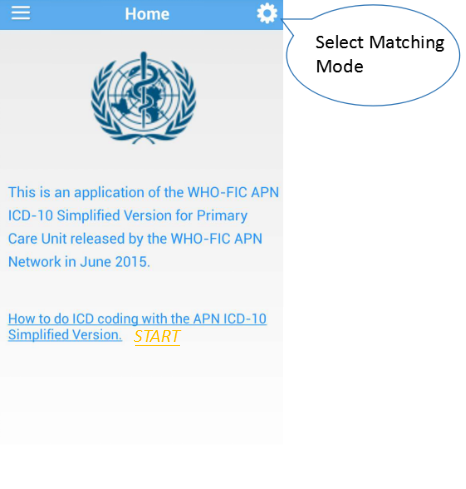 Home
Select Matching
Mode
This is an application of the WHO-FIC APN
ICD-10 Simplified Version for Primary
Care Unit released by the WHO-FIC APN
Network in June 2015.
How to do ICD coding with the APN ICD-10
Simplified Version. START